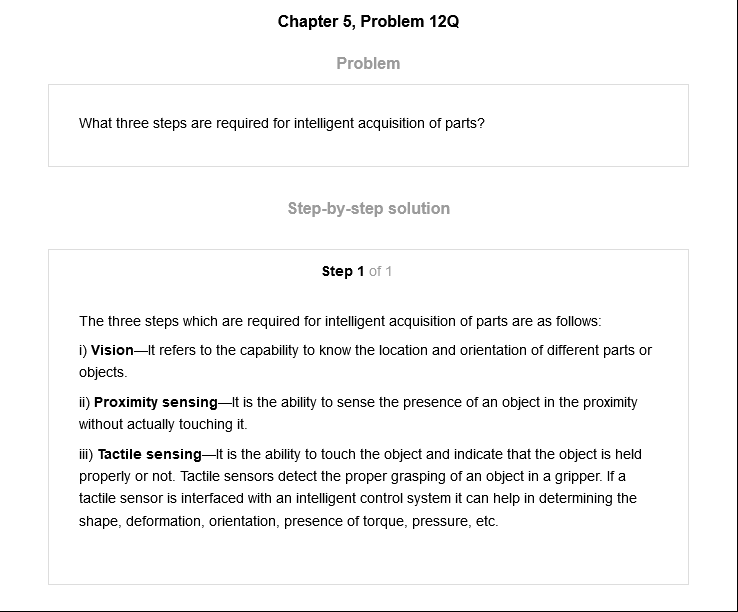 Chapter 5, Problem 12Q
Problem
What three steps are required for intelligent acquisition of parts?
Step-by-step solution
Step 1 of 1
The three steps which are required for intelligent acquisition of parts are as follows:
i) Vision—It refers to the capability to know the location and orientation of different parts or
objects.
ii) Proximity sensing—It is the ability to sense the presence of an object in the proximity
without actually touching it.
iii) Tactile sensing—It is the ability to touch the object and indicate that the object is held
properly or not. Tactile sensors detect the proper grasping of an object in a gripper. If a
tactile sensor is interfaced with an intelligent control system it can help in determining the
shape, deformation, orientation, presence of torque, pressure, etc.